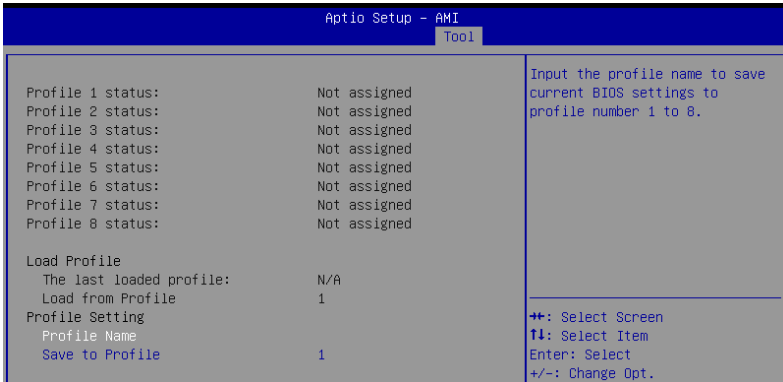 Aptio Setup – AMI
Tool
Profile 1 status: Not assigned
Profile 2 status: Not assigned
Profile 3 status: Not assigned
Profile 4 status: Not assigned
Profile 5 status: Not assigned
Profile 6 status: Not assigned
Profile 7 status: Not assigned
Profile 8 status: Not assigned
Load Profile
The last loaded profile: N/A
Load from Profile 1
Profile Setting
Profile Name
Save to Profile 1
Input the profile name to save
current BIOS settings to
profile number 1 to 8.
→←: Select Screen
↑↓: Select Item
Enter: Select
+/-: Change Opt.